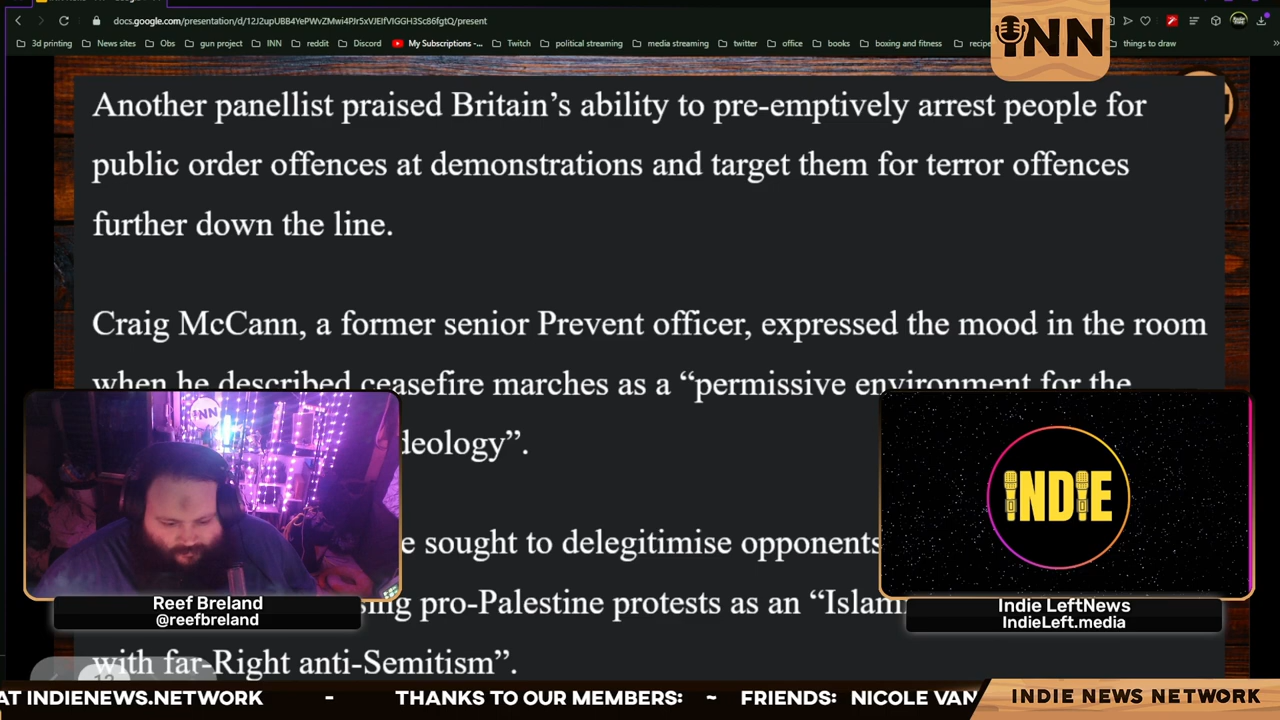 docs.google.com/presentation/d/12J2upUBB4YePWvZMwi4PJr5xVJEIfVIGGH3Sc86fgtQ/present
3d printing News sites Obs gun project INN reddit Discord My Subscriptions -... Twitch political streaming media streaming twitter office books boxing and fitness things to draw
INN
Another panellist praised Britain's ability to pre-emptively arrest people for
public order offences at demonstrations and target them for terror offences
further down the line.
Craig McCann, a former senior Prevent officer, expressed the mood in the room
when he described ceasefire marches as a “permissive environment for the
deology”.
sought to delegitimise opponents
pro-Palestine protests as an
with far-Right anti-Semitism”.
INN
INDIE
Reef Breland
@reefbreland
Indie LeftNews
IndieLeft.media
AT INDIENEWS.NETWORK - THANKS TO OUR MEMBERS: ~ FRIENDS: NICOLE VAN
INDIE NEWS NETWORK